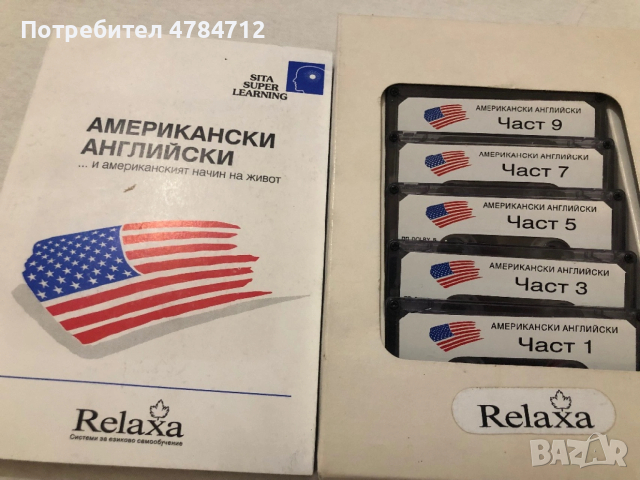 Потребител 4784712
SITA
SUPER
LEARNING
АМЕРИКАНСКИ
АНГЛИЙСКИ
... и американският начин на живот
Relaxa
Системи за езиково самообучение
АМЕРИКАНСКИ АНГЛИЙСКИ
Част 9
АМЕРИКАНСКИ АНГЛИЙСКИ
Част 7
АМЕРИКАНСКИ АНГЛИЙСКИ
Част 5
АМЕРИКАНСКИ АНГЛИЙСКИ
Част 3
АМЕРИКАНСКИ АНГЛИЙСКИ
Част 1
Relaxa
BAZAR